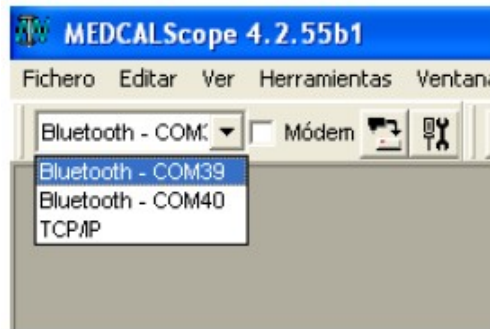 MEDCALScope 4.2.55b1
Fichero Editar Ver Herramientas Ventana
Bluetooth - COM Módem
Bluetooth - COM39
Bluetooth - COM40
TCP/IP